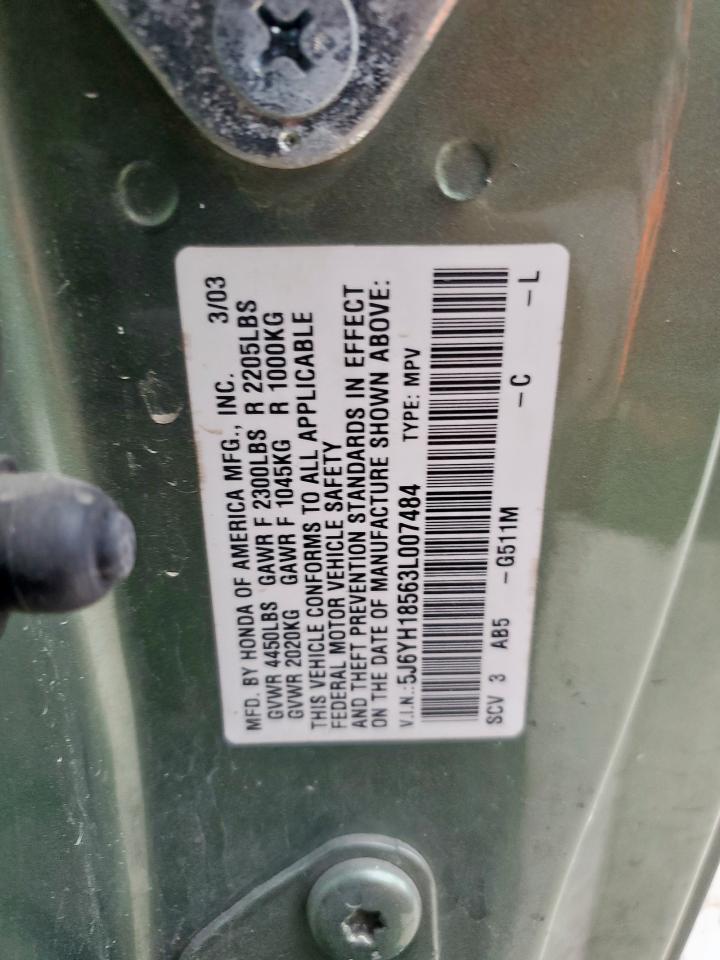 MFD. BY HONDA OF AMERICA MFG., INC. 3/03
GVWR 4450LBS GAWR F 2300LBS R 2205LBS
GVWR 2020KG GAWR F 1045KG R 1000KG
THIS VEHICLE CONFORMS TO ALL APPLICABLE
FEDERAL MOTOR VEHICLE SAFETY
AND THEFT PREVENTION STANDARDS IN EFFECT
ON THE DATE OF MANUFACTURE SHOWN ABOVE:
V.I.N.:5J6YH18563L007484 TYPE: MPV
SCV 3 AB5 -G511M -C -L